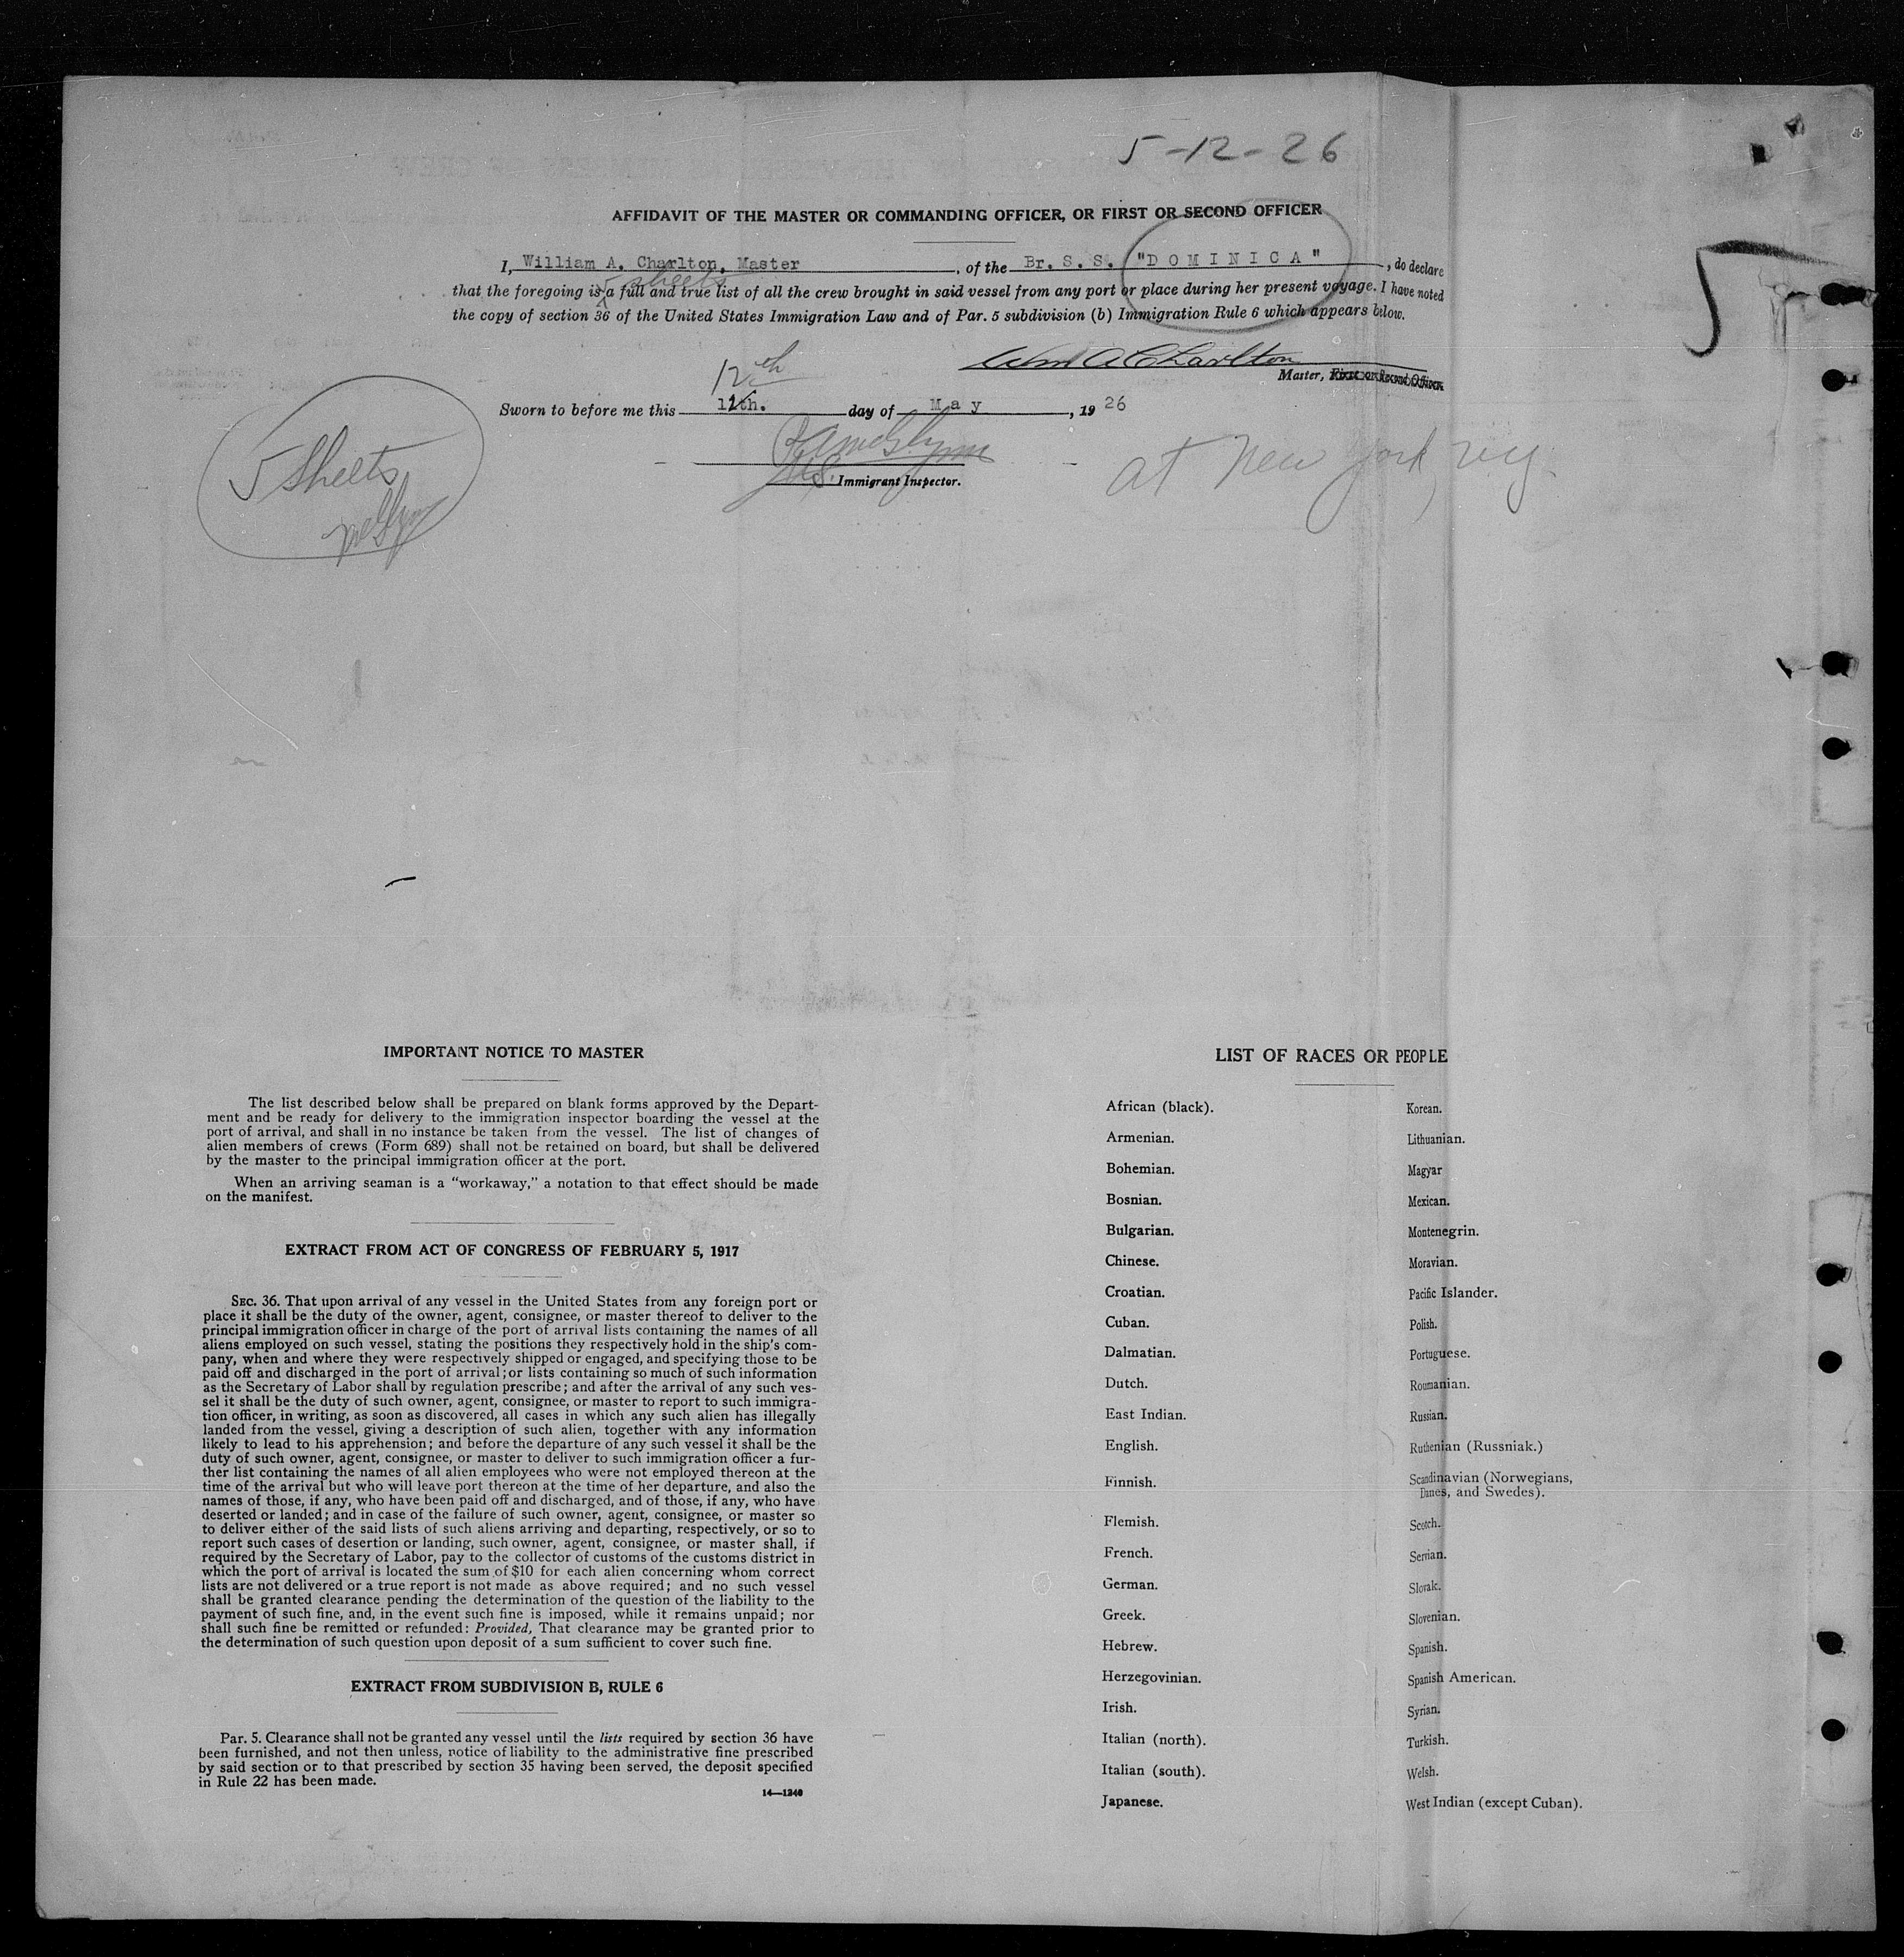 5-12-26
AFFIDAVIT OF THE MASTER OR COMMANDING OFFICER, OR FIRST OR SECOND OFFICER
I, William A. Charlton, Master, of the Br. S. S. "DOMINICA", do declare
5 sheets
that the foregoing is a full and true list of all the crew brought in said vessel from any port or place during her present voyage. I have noted
the copy of section 36 of the United States Immigration Law and of Par. 5 subdivision (b) Immigration Rule 6 which appears below.
5
Wm A Charlton
Master, First or Second Officer.
12th
Sworn to before me this 11th. day of May, 1926
Immigrant Inspector.
at New York, ny.
5 Sheets
IMPORTANT NOTICE TO MASTER
The list described below shall be prepared on blank forms approved by the Depart-
ment and be ready for delivery to the immigration inspector boarding the vessel at the
port of arrival, and shall in no instance be taken from the vessel. The list of changes of
alien members of crews (Form 689) shall not be retained on board, but shall be delivered
by the master to the principal immigration officer at the port.
When an arriving seaman is a "workaway," a notation to that effect should be made
on the manifest.
EXTRACT FROM ACT OF CONGRESS OF FEBRUARY 5, 1917
SEC. 36. That upon arrival of any vessel in the United States from any foreign port or
place it shall be the duty of the owner, agent, consignee, or master thereof to deliver to the
principal immigration officer in charge of the port of arrival lists containing the names of all
aliens employed on such vessel, stating the positions they respectively hold in the ship's com-
pany, when and where they were respectively shipped or engaged, and specifying those to be
paid off and discharged in the port of arrival; or lists containing so much of such information
as the Secretary of Labor shall by regulation prescribe; and after the arrival of any such ves-
sel it shall be the duty of such owner, agent, consignee, or master to report to such immigra-
tion officer, in writing, as soon as discovered, all cases in which any such alien has illegally
landed from the vessel, giving a description of such alien, together with any information
likely to lead to his apprehension; and before the departure of any such vessel it shall be the
duty of such owner, agent, consignee, or master to deliver to such immigration officer a fur-
ther list containing the names of all alien employees who were not employed thereon at the
time of the arrival but who will leave port thereon at the time of her departure, and also the
names of those, if any, who have been paid off and discharged, and of those, if any, who have
deserted or landed; and in case of the failure of such owner, agent, consignee, or master so
to deliver either of the said lists of such aliens arriving and departing, respectively, or so to
report such cases of desertion or landing, such owner, agent, consignee, or master shall, if
required by the Secretary of Labor, pay to the collector of customs of the customs district in
which the port of arrival is located the sum of $10 for each alien concerning whom correct
lists are not delivered or a true report is not made as above required; and no such vessel
shall be granted clearance pending the determination of the question of the liability to the
payment of such fine, and, in the event such fine is imposed, while it remains unpaid; nor
shall such fine be remitted or refunded: Provided, That clearance may be granted prior to
the determination of such question upon deposit of a sum sufficient to cover such fine.
EXTRACT FROM SUBDIVISION B, RULE 6
Par. 5. Clearance shall not be granted any vessel until the lists required by section 36 have
been furnished, and not then unless, notice of liability to the administrative fine prescribed
by said section or to that prescribed by section 35 having been served, the deposit specified
in Rule 22 has been made.
14—1240
LIST OF RACES OR PEOPLE
African (black).
Armenian.
Bohemian.
Bosnian.
Bulgarian.
Chinese.
Croatian.
Cuban.
Dalmatian.
Dutch.
East Indian.
English.
Finnish.
Flemish.
French.
German.
Greek.
Hebrew.
Herzegovinian.
Irish.
Italian (north).
Italian (south).
Japanese.
Korean.
Lithuanian.
Magyar
Mexican.
Montenegrin.
Moravian.
Pacific Islander.
Polish.
Portuguese.
Roumanian.
Russian.
Ruthenian (Russniak.)
Scandinavian (Norwegians,
Danes, and Swedes).
Scotch.
Serbian.
Slovak.
Slovenian.
Spanish.
Spanish American.
Syrian.
Turkish.
Welsh.
West Indian (except Cuban).